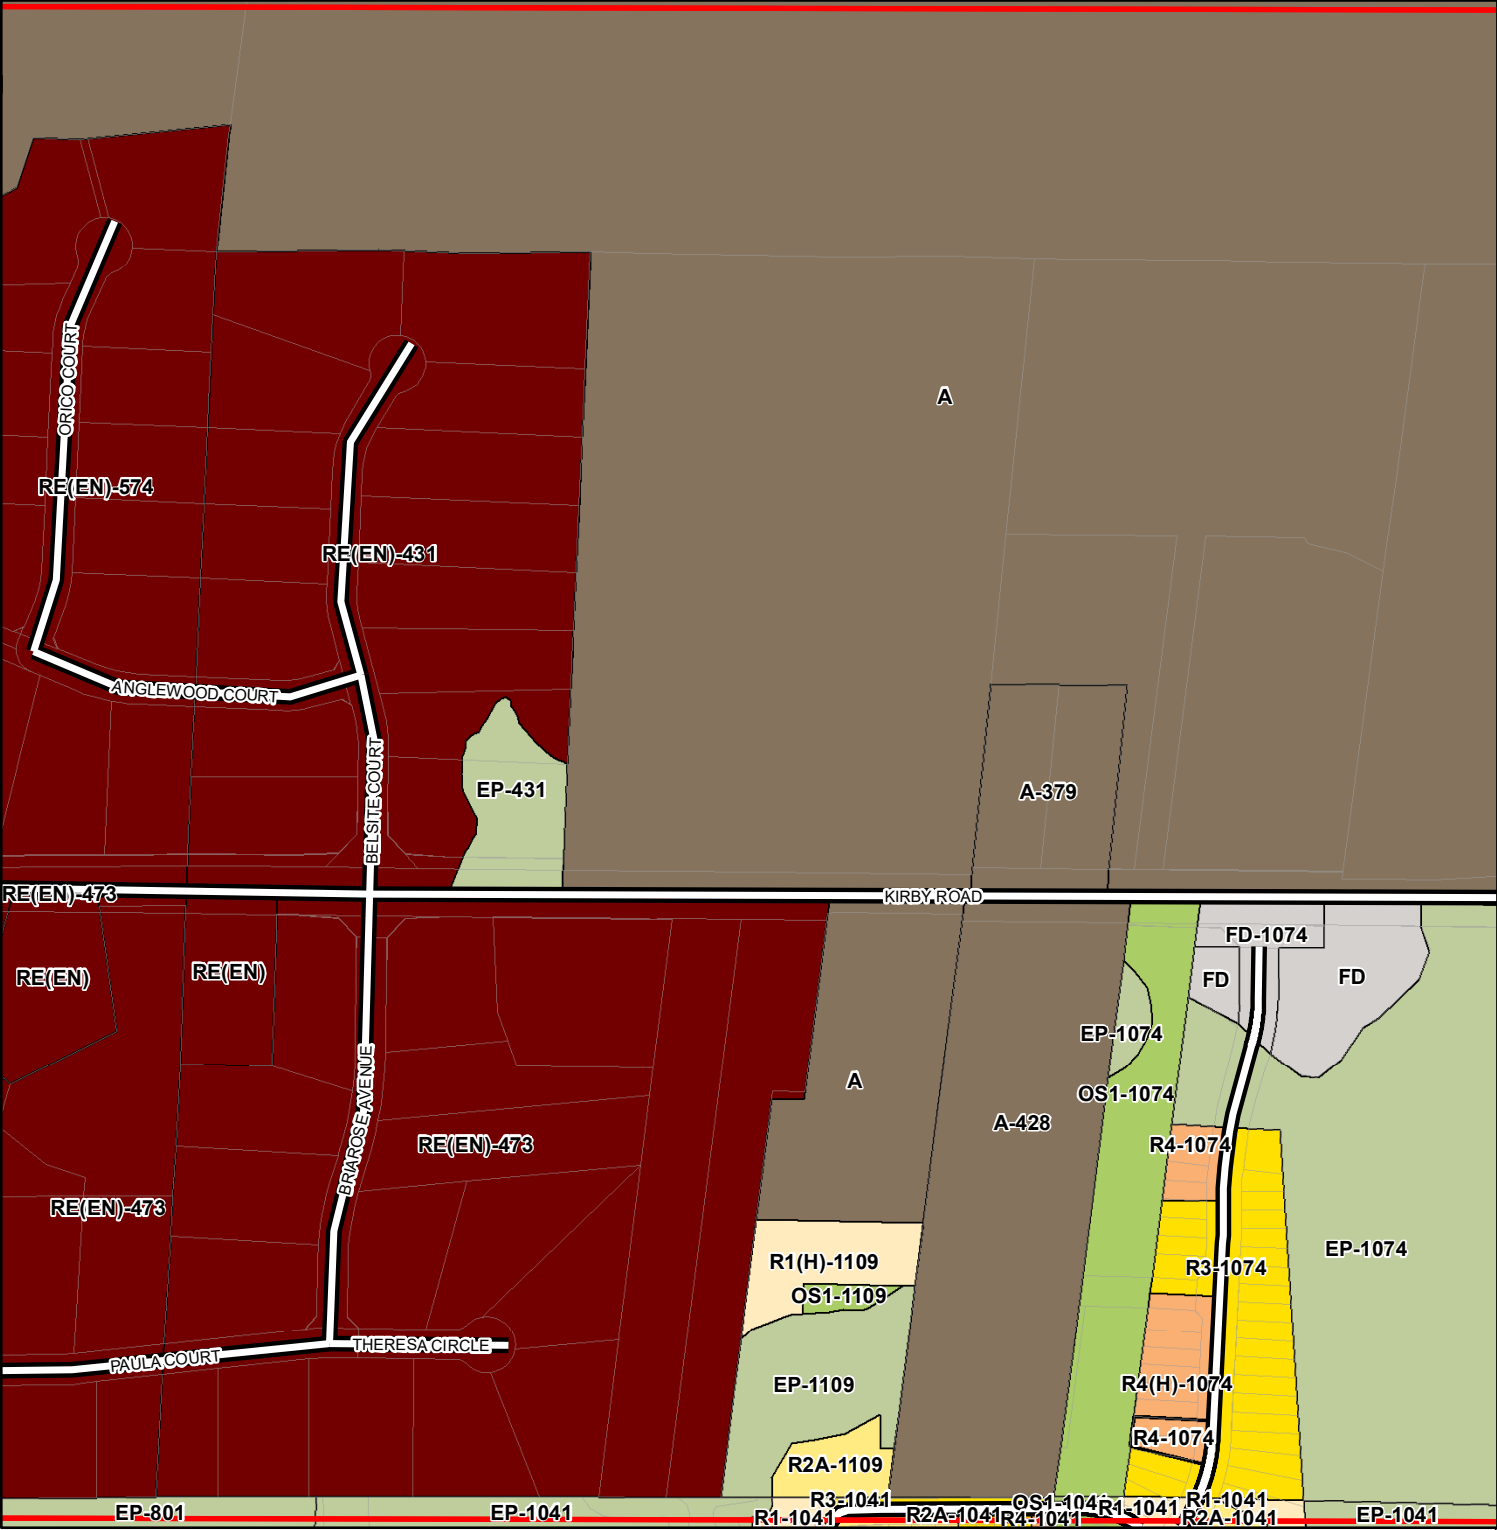 A
ORICO COURT
RE(EN)-574
RE(EN)-431
ANGLEWOOD COURT
BELSITE COURT
EP-431
A-379
RE(EN)-473
KIRBY ROAD
FD-1074
RE(EN)
RE(EN)
FD
FD
EP-1074
A
OS1-1074
A-428
BRIAROSE AVENUE
RE(EN)-473
R4-1074
RE(EN)-473
EP-1074
R1(H)-1109
R3-1074
OS1-1109
THERESA CIRCLE
PAULA COURT
EP-1109
R4(H)-1074
R4-1074
R2A-1109
R3-1041
OS1-1041
R1-1041
R1-1041
EP-801
EP-1041
R1-1041
R2A-1041
R4-1041
R2A-1041
EP-1041